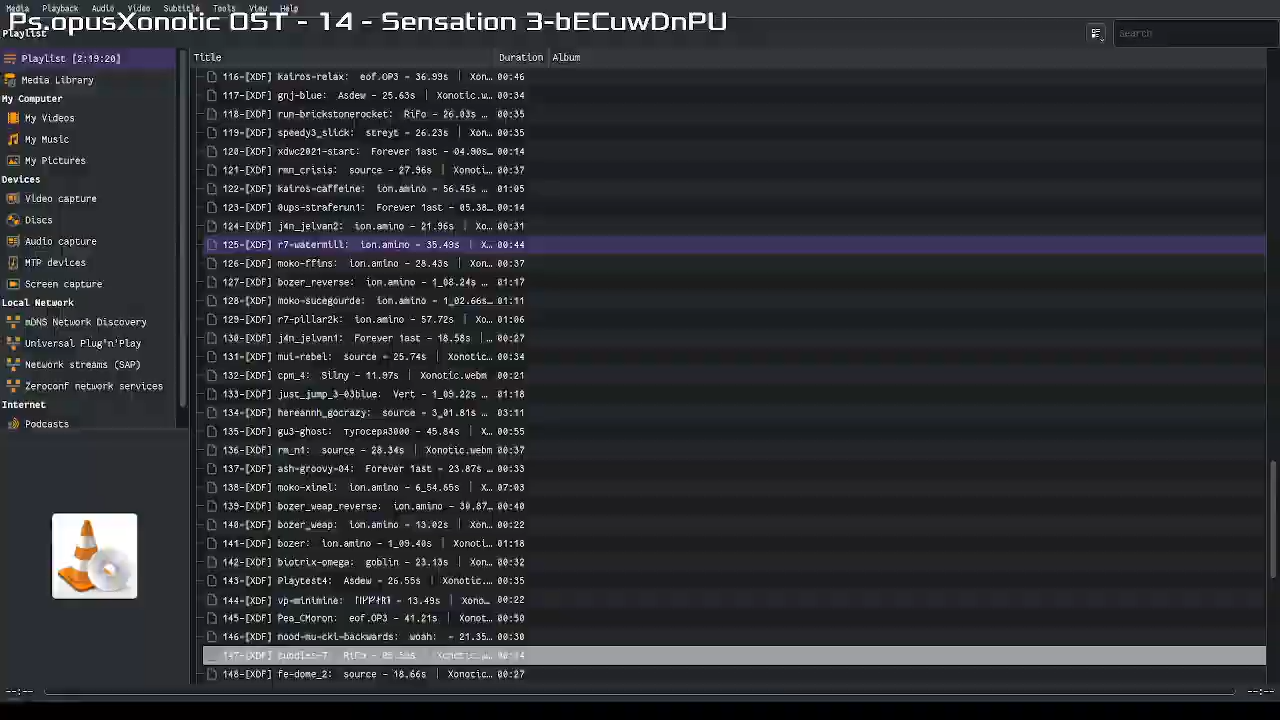 Media Playback Audio Video Subtitle Tools View Help
Ps.opusXonotic OST - 14 - Sensation 3-bECuwDnPU
Playlist
Search
Playlist [2:19:20]
Media Library
My Computer
My Videos
My Music
My Pictures
Devices
Video capture
Discs
Audio capture
MTP devices
Screen capture
Local Network
mDNS Network Discovery
Universal Plug'n'Play
Network streams (SAP)
Zeroconf network services
Internet
Podcasts
Title Duration Album
116-[XDF] kairos-relax: eof.OP3 - 36.99s | Xon… 00:46
117-[XDF] gnj-blue: Asdew - 25.63s | Xonotic.w… 00:34
118-[XDF] run-brickstonerocket: RiFo - 26.03s … 00:35
119-[XDF] speedy3_slick: streyt - 26.23s | Xon… 00:35
120-[XDF] xdwc2021-start: Forever 1ast - 04.90s… 00:14
121-[XDF] rmn_crisis: source - 27.96s | Xonoti… 00:37
122-[XDF] kairos-caffeine: ion.amino - 56.45s … 01:05
123-[XDF] 0ups-straferun1: Forever 1ast - 05.38… 00:14
124-[XDF] j4n_jelvan2: ion.amino - 21.96s | Xo… 00:31
125-[XDF] r7-watermill: ion.amino - 35.49s | X… 00:44
126-[XDF] moko-ffins: ion.amino - 28.43s | Xon… 00:37
127-[XDF] bozer_reverse: ion.amino - 1_08.24s… 01:17
128-[XDF] moko-sucegourde: ion.amino - 1_02.66s… 01:11
129-[XDF] r7-pillar2k: ion.amino - 57.72s | Xo… 01:06
130-[XDF] j4n_jelvan1: Forever 1ast - 18.58s |… 00:27
131-[XDF] mui-rebel: source - 25.74s | Xonotic… 00:34
132-[XDF] cpm_4: Silny - 11.97s | Xonotic.webm 00:21
133-[XDF] just_jump_3-03blue: Vert - 1_09.22s … 01:18
134-[XDF] hereannh_gocrazy: source - 3_01.81s … 03:11
135-[XDF] gu3-ghost: тугосеря3000 - 45.84s | X… 00:55
136-[XDF] rm_n1: source - 28.34s | Xonotic.webm 00:37
137-[XDF] ash-groovy-04: Forever 1ast - 23.87s … 00:33
138-[XDF] moko-xinel: ion.amino - 6_54.65s | X… 07:03
139-[XDF] bozer_weap_reverse: ion.amino - 30.87… 00:40
140-[XDF] bozer_weap: ion.amino - 13.02s | Xon… 00:22
141-[XDF] bozer: ion.amino - 1_09.40s | Xonoti… 01:18
142-[XDF] biotrix-omega: goblin - 23.13s | Xon… 00:32
143-[XDF] Playtest4: Asdew - 26.55s | Xonotic.… 00:35
144-[XDF] vp-minimine: - 13.49s | Xono… 00:22
145-[XDF] Pea_CMoron: eof.OP3 - 41.21s | Xonot… 00:50
146-[XDF] mood-mu-cki-backwards: woah: - 21.35… 00:30
147-[XDF] RiFo
148-[XDF] fe-dome_2: source - 18.66s | Xonotic… 00:27
--:-- --:--